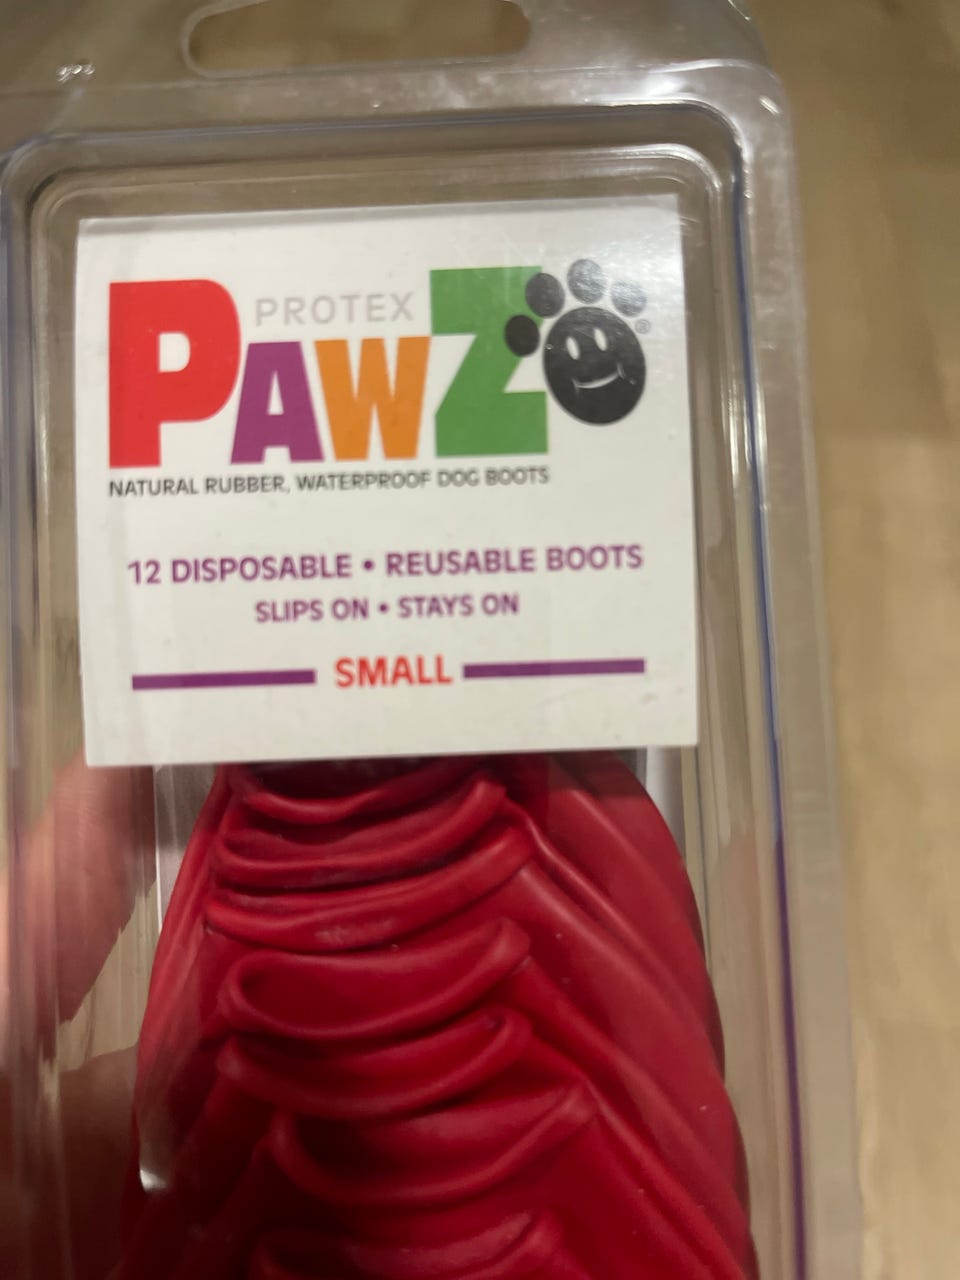 PROTEX
PAWZ®
NATURAL RUBBER, WATERPROOF DOG BOOTS
12 DISPOSABLE • REUSABLE BOOTS
SLIPS ON • STAYS ON
SMALL